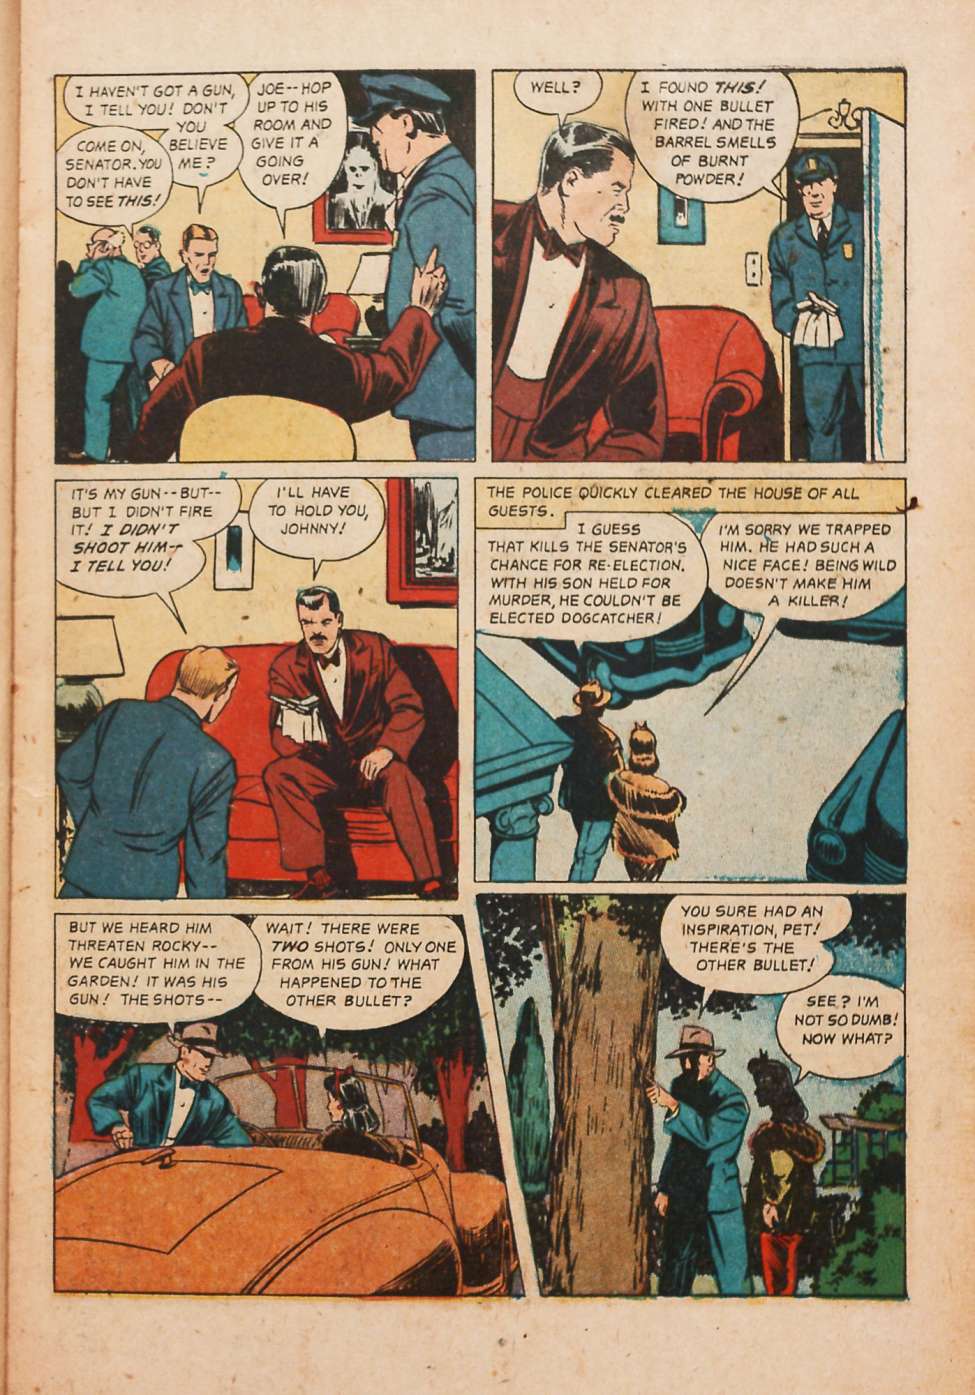 I HAVEN'T GOT A GUN,
I TELL YOU! DON'T
YOU
BELIEVE
ME?
COME ON,
SENATOR. YOU
DON'T HAVE
TO SEE THIS!
JOE-- HOP
UP TO HIS
ROOM AND
GIVE IT A
GOING
OVER!
WELL?
I FOUND THIS!
WITH ONE BULLET
FIRED! AND THE
BARREL SMELLS
OF BURNT
POWDER!
IT'S MY GUN--BUT--
BUT I DIDN'T FIRE
IT! I DIDN'T
SHOOT HIM--
I TELL YOU!
I'LL HAVE
TO HOLD YOU,
JOHNNY!
THE POLICE QUICKLY CLEARED THE HOUSE OF ALL
GUESTS.
I GUESS
THAT KILLS THE SENATOR'S
CHANCE FOR RE-ELECTION.
WITH HIS SON HELD FOR
MURDER, HE COULDN'T BE
ELECTED DOGCATCHER!
I'M SORRY WE TRAPPED
HIM. HE HAD SUCH A
NICE FACE! BEING WILD
DOESN'T MAKE HIM
A KILLER!
BUT WE HEARD HIM
THREATEN ROCKY--
WE CAUGHT HIM IN THE
GARDEN! IT WAS HIS
GUN! THE SHOTS--
WAIT! THERE WERE
TWO SHOTS! ONLY ONE
FROM HIS GUN! WHAT
HAPPENED TO THE
OTHER BULLET?
YOU SURE HAD AN
INSPIRATION, PET!
THERE'S THE
OTHER BULLET!
SEE? I'M
NOT SO DUMB!
NOW WHAT?